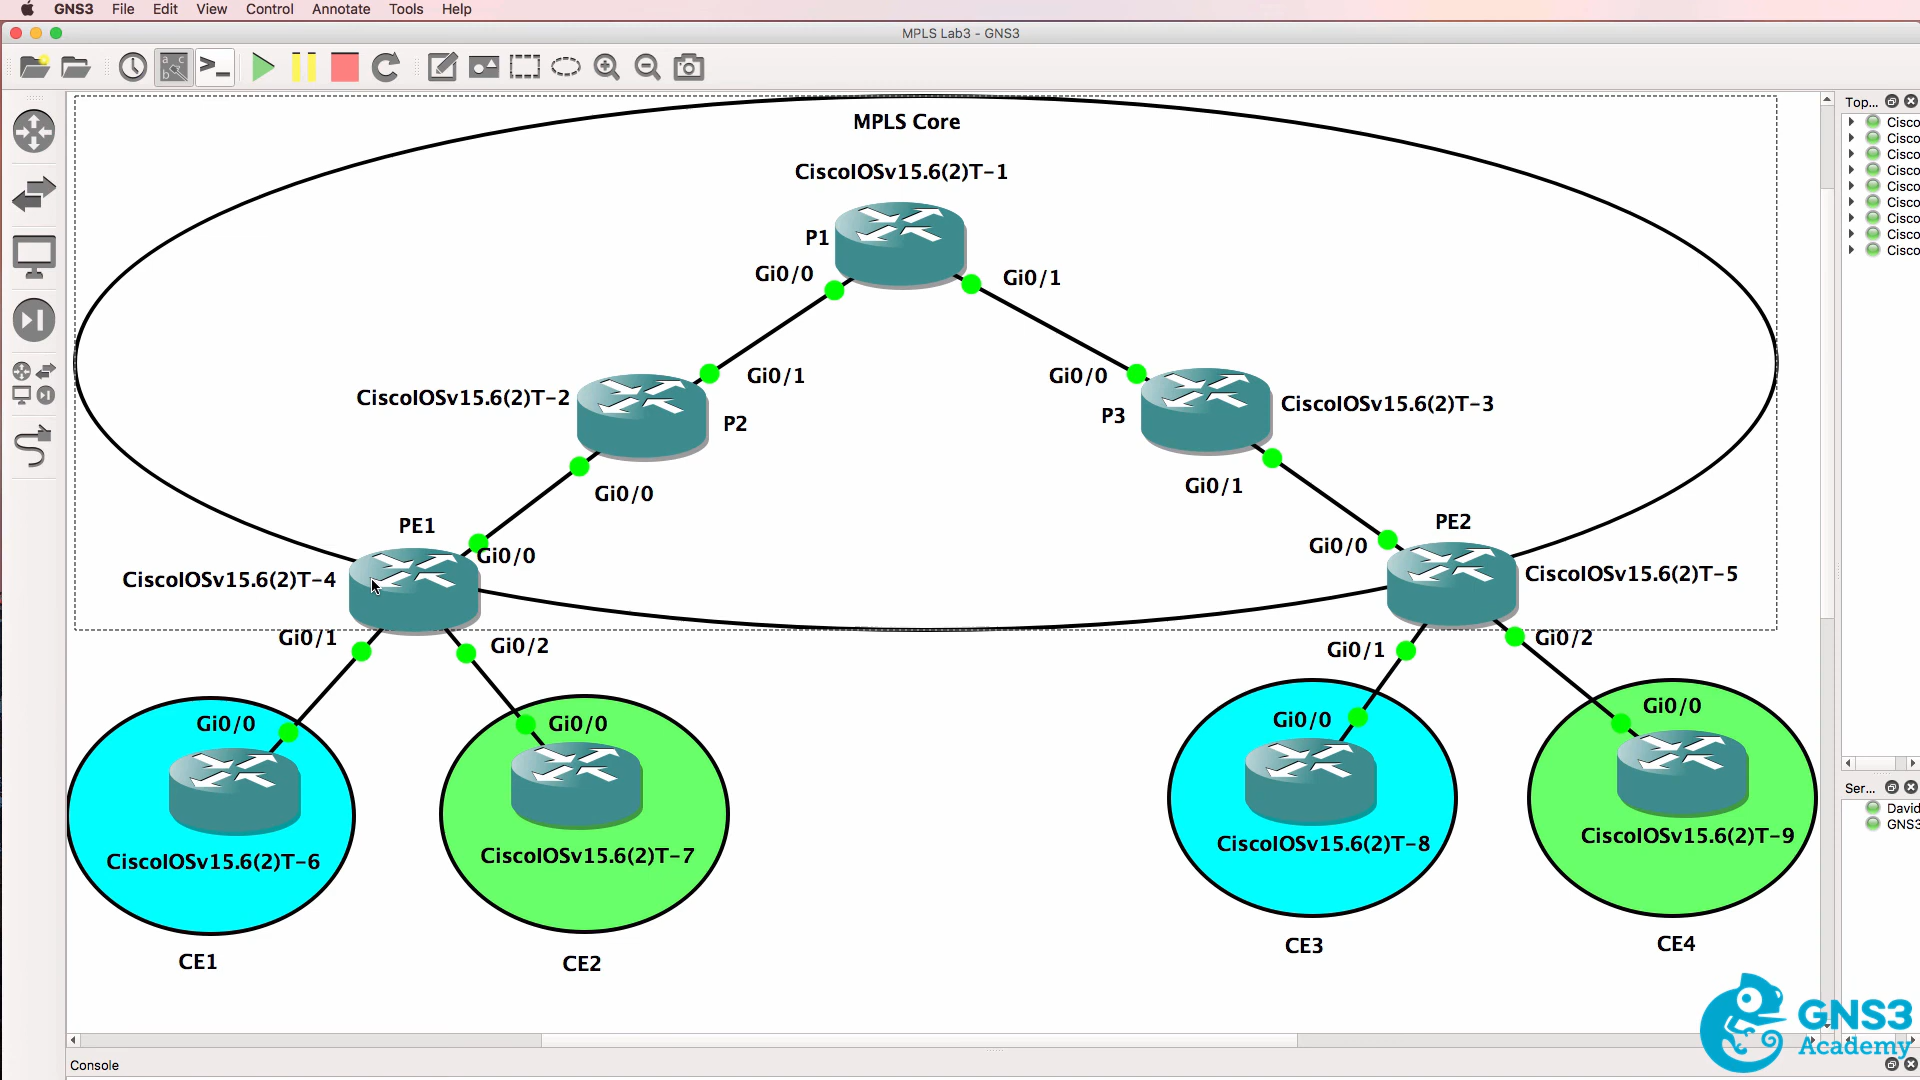 GNS3 File Edit View Control Annotate Tools Help
MPLS Lab3 - GNS3
MPLS Core
CiscoIOSv15.6(2)T-1
P1
Gi0/0
Gi0/1
Gi0/1
Gi0/0
CiscoIOSv15.6(2)T-2
P2
P3
CiscoIOSv15.6(2)T-3
Gi0/0
Gi0/1
PE1
Gi0/0
CiscoIOSv15.6(2)T-4
PE2
Gi0/0
CiscoIOSv15.6(2)T-5
Gi0/1
Gi0/2
Gi0/1
Gi0/2
Gi0/0
CiscoIOSv15.6(2)T-6
CE1
Gi0/0
CiscoIOSv15.6(2)T-7
CE2
Gi0/0
CiscoIOSv15.6(2)T-8
CE3
Gi0/0
CiscoIOSv15.6(2)T-9
CE4
Top...
Cisco
Cisco
Cisco
Cisco
Cisco
Cisco
Cisco
Cisco
Cisco
Ser...
David
GNS3
GNS3
Academy
Console